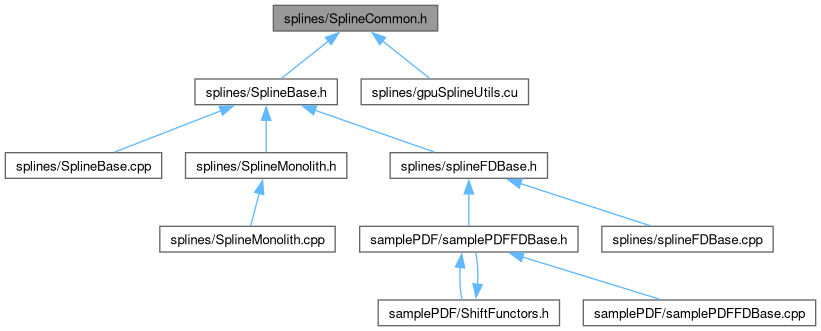 splines/SplineCommon.h
splines/SplineBase.h
splines/gpuSplineUtils.cu
splines/SplineBase.cpp
splines/SplineMonolith.h
splines/splineFDBase.h
splines/SplineMonolith.cpp
samplePDF/samplePDFFDBase.h
splines/splineFDBase.cpp
samplePDF/ShiftFunctors.h
samplePDF/samplePDFFDBase.cpp